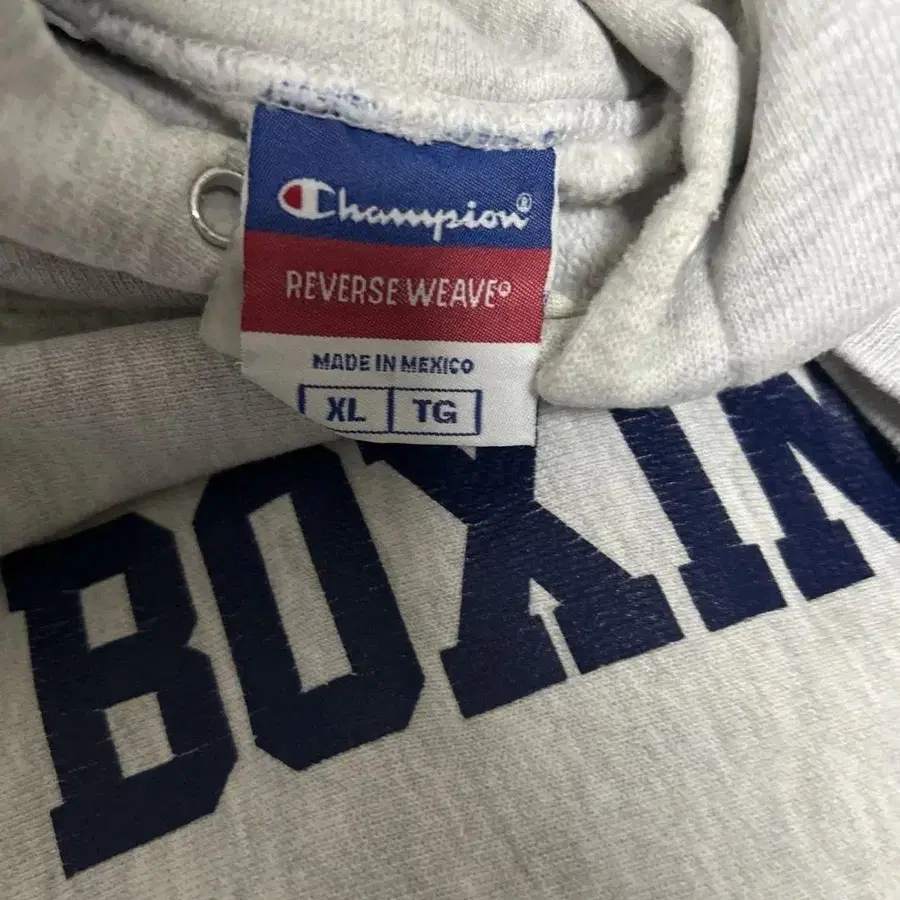 Champion®
REVERSE WEAVE®
MADE IN MEXICO
XL TG
BOXIN